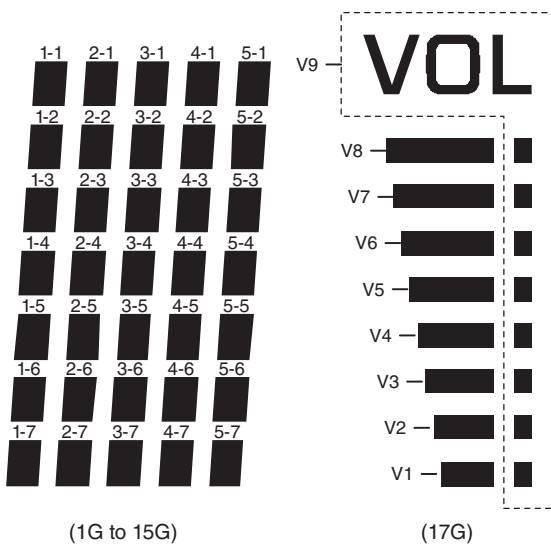 1-1 2-1 3-1 4-1 5-1
1-2 2-2 3-2 4-2 5-2
1-3 2-3 3-3 4-3 5-3
1-4 2-4 3-4 4-4 5-4
1-5 2-5 3-5 4-5 5-5
1-6 2-6 3-6 4-6 5-6
1-7 2-7 3-7 4-7 5-7
(1G to 15G)
V9
VOL
V8
V7
V6
V5
V4
V3
V2
V1
(17G)